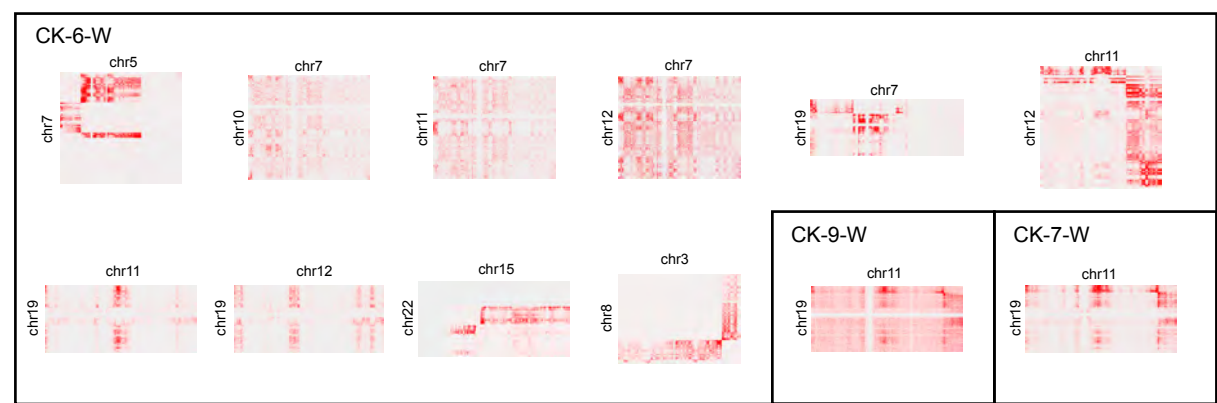 CK-6-W
chr5
chr7
chr7
chr10
chr7
chr11
chr7
chr12
chr7
chr19
chr11
chr12
chr11
chr19
chr12
chr19
chr15
chr22
chr3
chr8
CK-9-W
chr11
chr19
CK-7-W
chr11
chr19